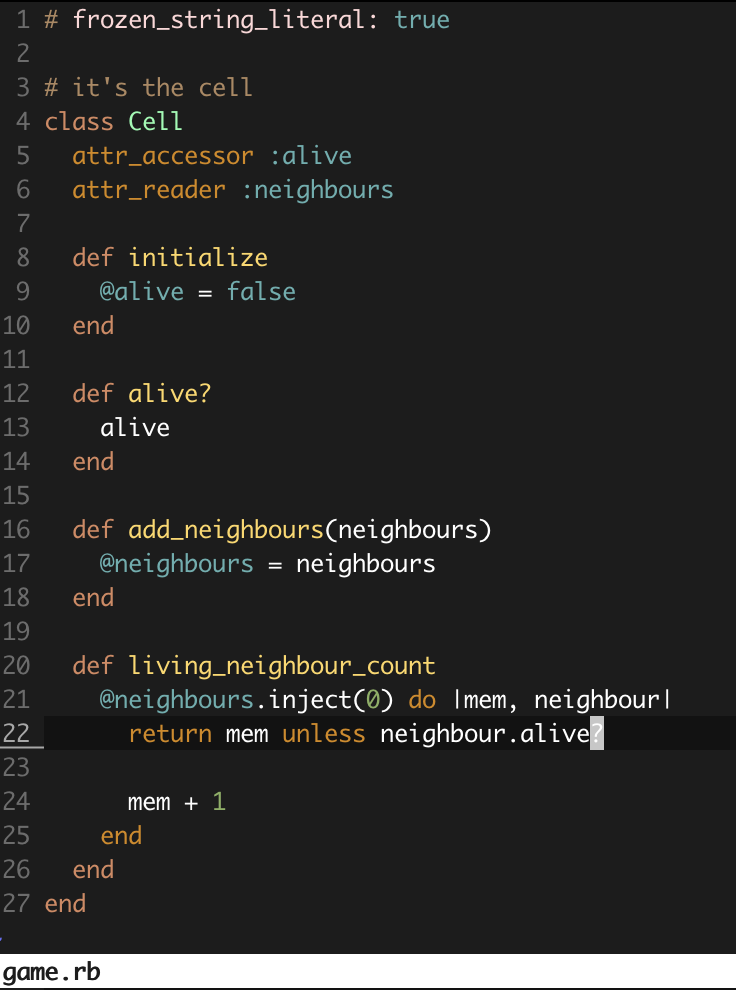 1 # frozen_string_literal: true
2
3 # it's the cell
4 class Cell
5   attr_accessor :alive
6   attr_reader :neighbours
7
8   def initialize
9     @alive = false
10   end
11
12   def alive?
13     alive
14   end
15
16   def add_neighbours(neighbours)
17     @neighbours = neighbours
18   end
19
20   def living_neighbour_count
21     @neighbours.inject(0) do |mem, neighbour|
22       return mem unless neighbour.alive?
23
24       mem + 1
25     end
26   end
27 end
game.rb